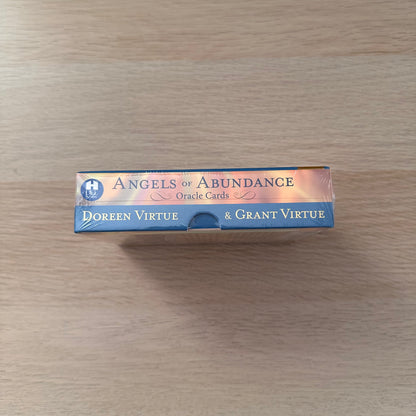 ANGELS OF ABUNDANCE
Oracle Cards
DOREEN VIRTUE & GRANT VIRTUE